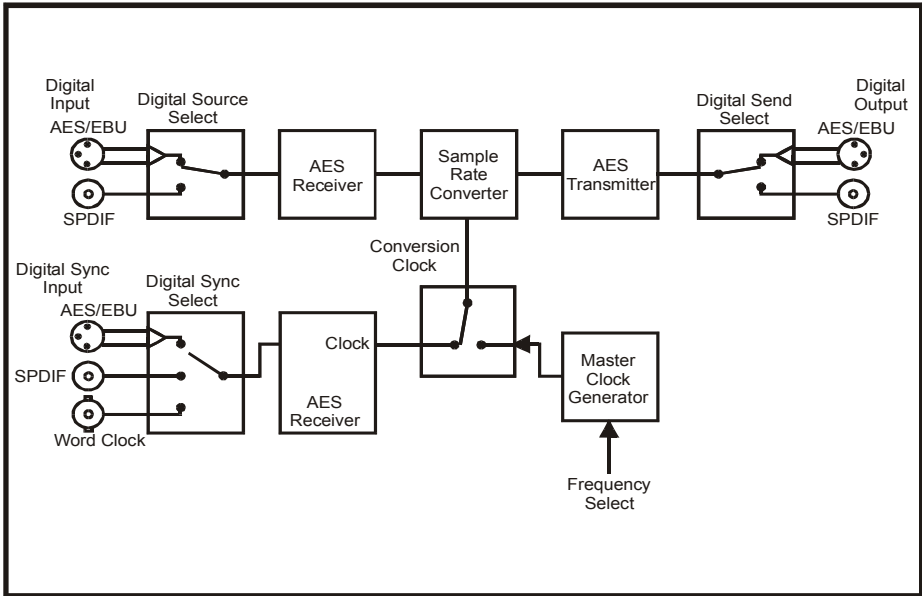 Digital
Input
AES/EBU
SPDIF
Digital Source
Select
AES
Receiver
Sample
Rate
Converter
AES
Transmitter
Digital Send
Select
Digital
Output
AES/EBU
SPDIF
Conversion
Clock
Digital Sync
Input
AES/EBU
SPDIF
Word Clock
Digital Sync
Select
Clock
AES
Receiver
Master
Clock
Generator
Frequency
Select